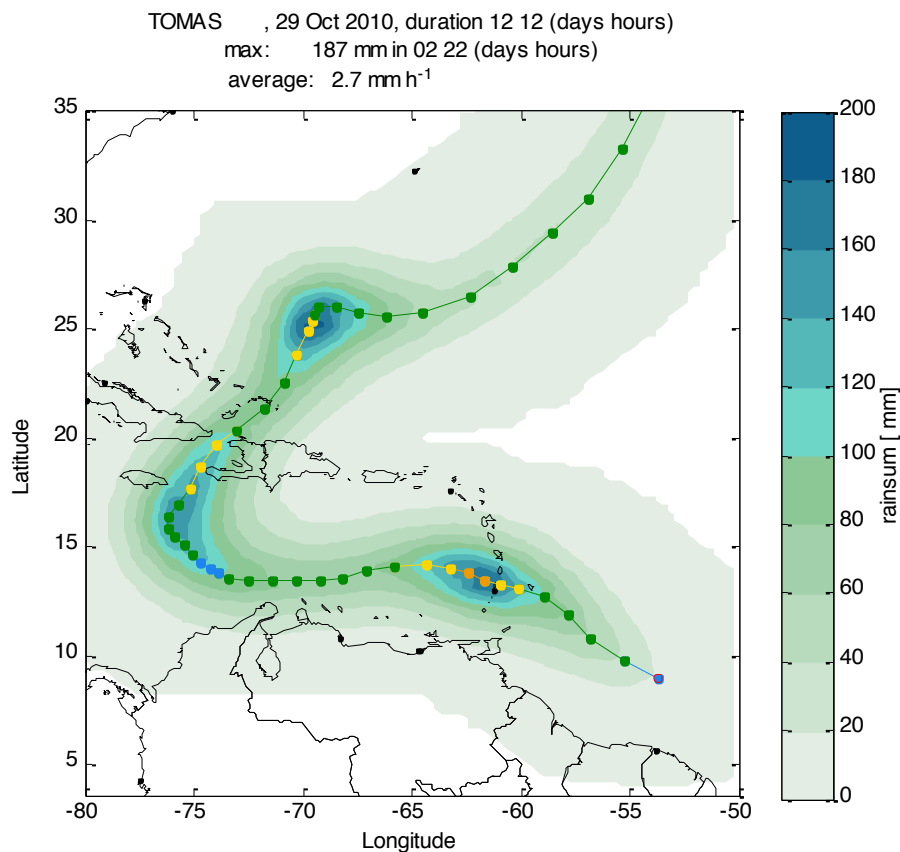 TOMAS , 29 Oct 2010, duration 12 12 (days hours)
max: 187 mm in 02 22 (days hours)
average: 2.7 mm h-1
35
30
25
20
15
10
5
Latitude
-80 -75 -70 -65 -60 -55 -50
Longitude
200
180
160
140
120
100
80
60
40
20
0
rainsum [ mm]